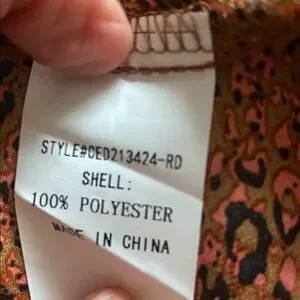 STYLE#CED213424-RD
SHELL:
100% POLYESTER
MADE IN CHINA